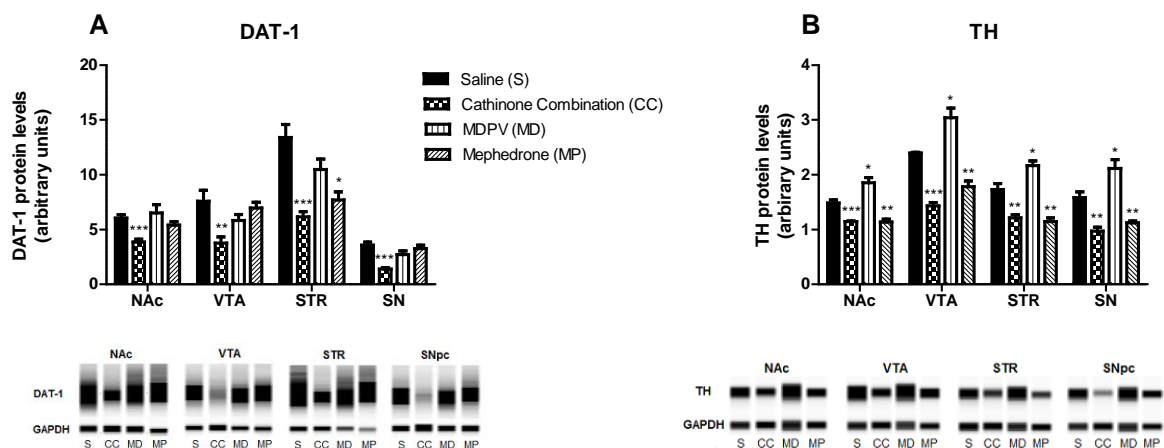 A
DAT-1
DAT-1 protein levels
(arbitrary units)
20
15
10
5
0
***
**
***
*
***
NAc
VTA
STR
SN
Saline (S)
Cathinone Combination (CC)
MDPV (MD)
Mephedrone (MP)
NAc
VTA
STR
SNpc
DAT-1
GAPDH
S CC MD MP
S CC MD MP
S CC MD MP
S CC MD MP
B
TH
TH protein levels
(arbirary units)
4
3
2
1
0
***
*
**
***
*
**
**
*
**
**
*
**
NAc
VTA
STR
SN
NAc
VTA
STR
SNpc
TH
GAPDH
S CC MD MP
S CC MD MP
S CC MD MP
S CC MD MP